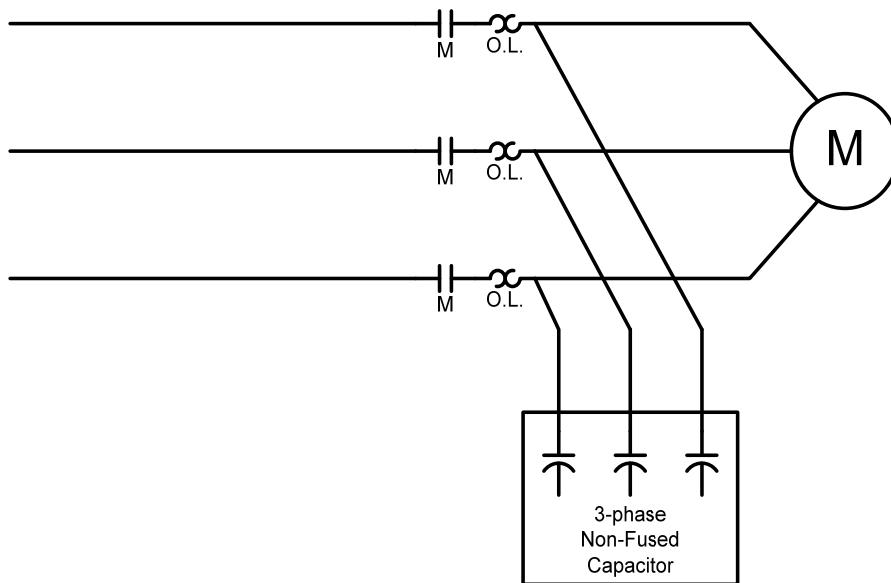 M
O.L.
M
O.L.
M
M
O.L.
3-phase
Non-Fused
Capacitor